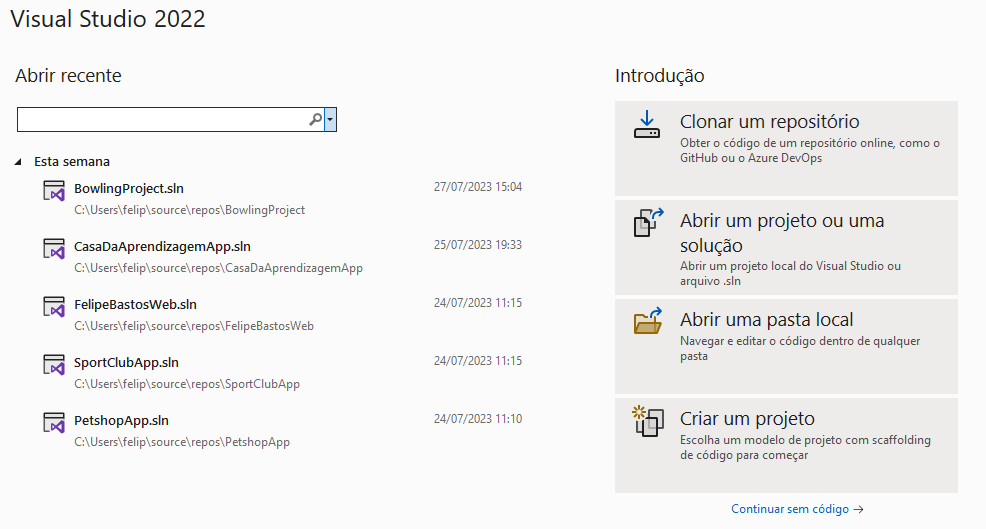 Visual Studio 2022
Abrir recente
Esta semana
BowlingProject.sln
27/07/2023 15:04
C:\Users\felip\source\repos\BowlingProject
CasaDaAprendizagemApp.sln
25/07/2023 19:33
C:\Users\felip\source\repos\CasaDaAprendizagemApp
FelipeBastosWeb.sln
24/07/2023 11:15
C:\Users\felip\source\repos\FelipeBastosWeb
SportClubApp.sln
24/07/2023 11:15
C:\Users\felip\source\repos\SportClubApp
PetshopApp.sln
24/07/2023 11:10
C:\Users\felip\source\repos\PetshopApp
Introdução
Clonar um repositório
Obter o código de um repositório online, como o
GitHub ou o Azure DevOps
Abrir um projeto ou uma
solução
Abrir um projeto local do Visual Studio ou
arquivo .sln
Abrir uma pasta local
Navegar e editar o código dentro de qualquer
pasta
Criar um projeto
Escolha um modelo de projeto com scaffolding
de código para começar
Continuar sem código →